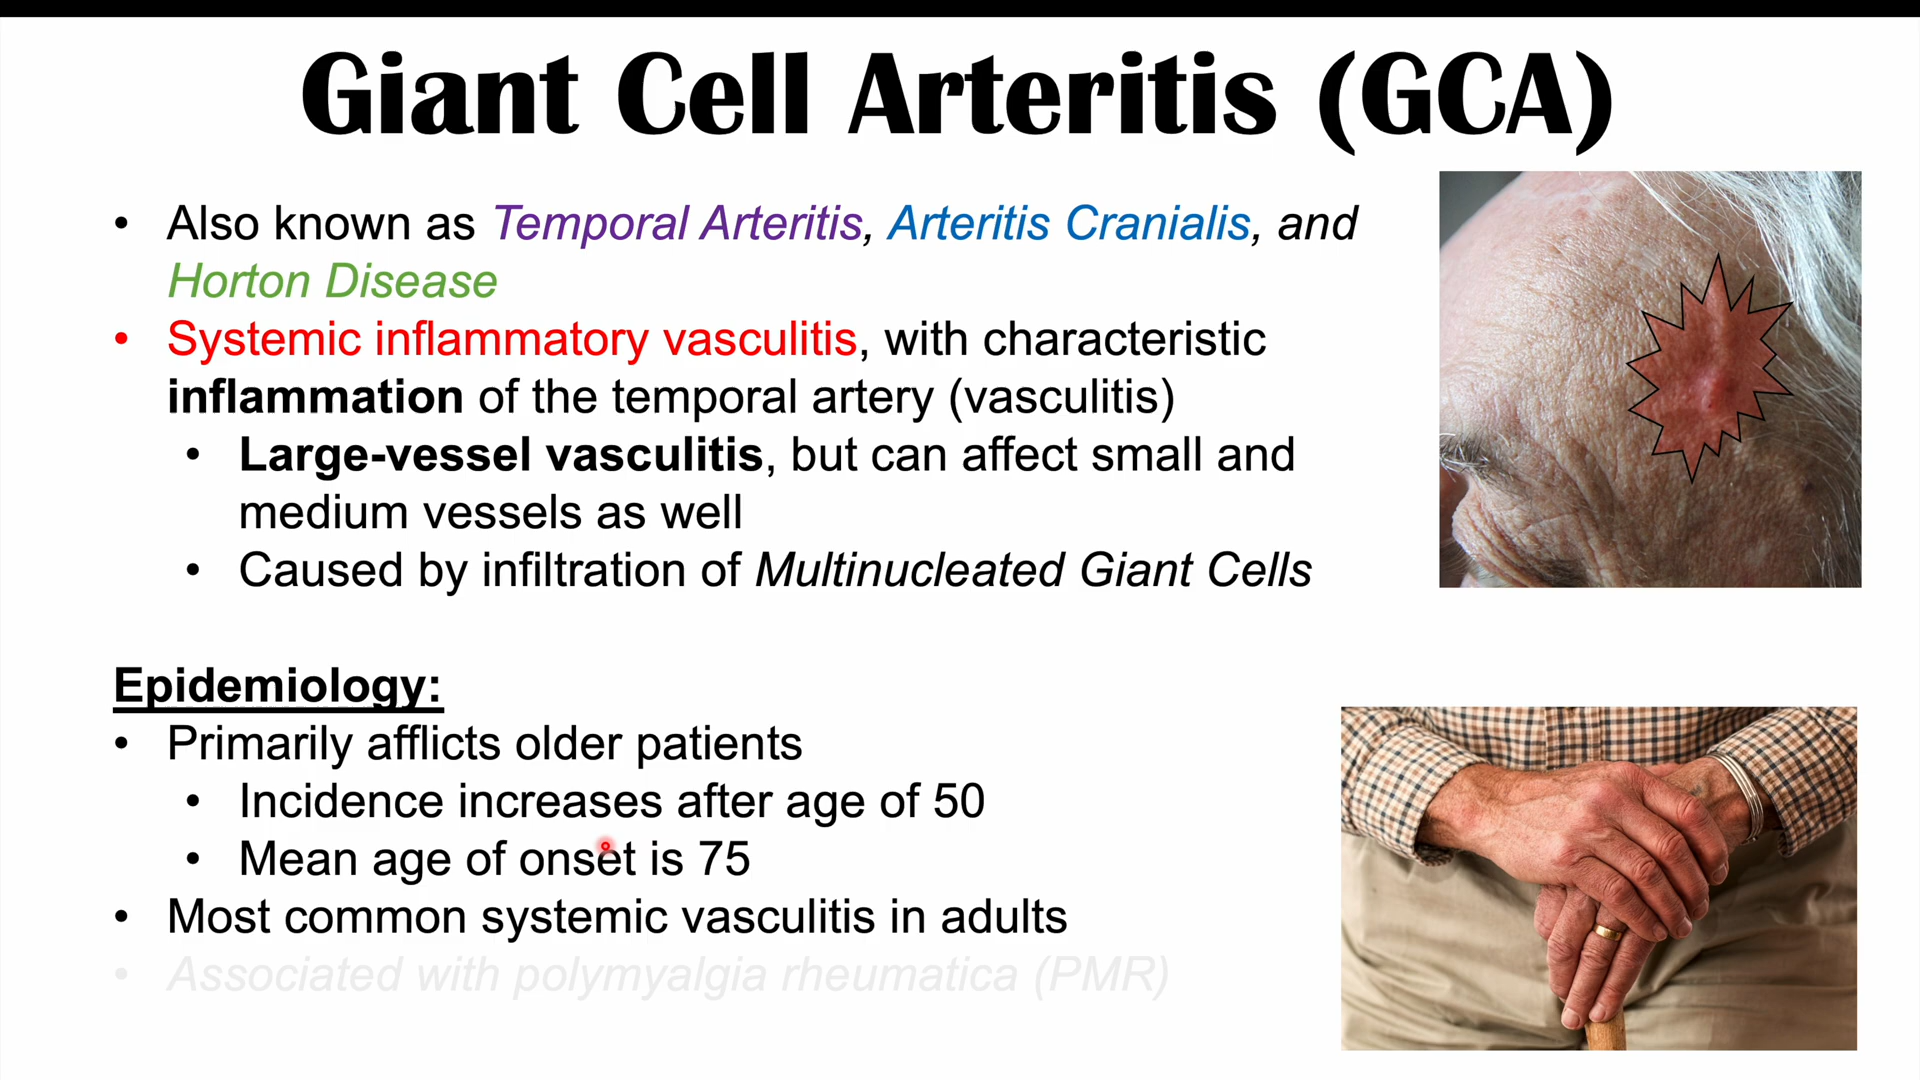 Giant Cell Arteritis (GCA)
• Also known as Temporal Arteritis, Arteritis Cranialis, and
Horton Disease
• Systemic inflammatory vasculitis, with characteristic
inflammation of the temporal artery (vasculitis)
• Large-vessel vasculitis, but can affect small and
medium vessels as well
• Caused by infiltration of Multinucleated Giant Cells
Epidemiology:
• Primarily afflicts older patients
• Incidence increases after age of 50
• Mean age of onset is 75
• Most common systemic vasculitis in adults
• Associated with polymyalgia rheumatica (PMR)